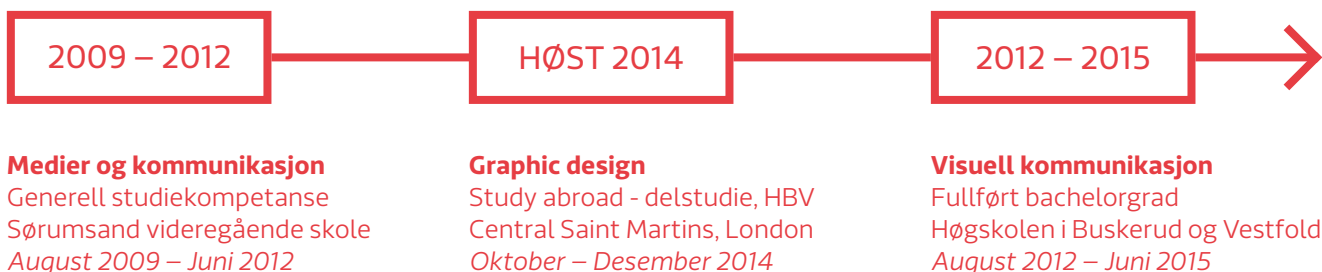 2009 – 2012
HØST 2014
2012 – 2015
Medier og kommunikasjon
Generell studiekompetanse
Sørumsand videregående skole
August 2009 – Juni 2012
Graphic design
Study abroad - delstudie, HBV
Central Saint Martins, London
Oktober – Desember 2014
Visuell kommunikasjon
Fullført bachelorgrad
Høgskolen i Buskerud og Vestfold
August 2012 – Juni 2015